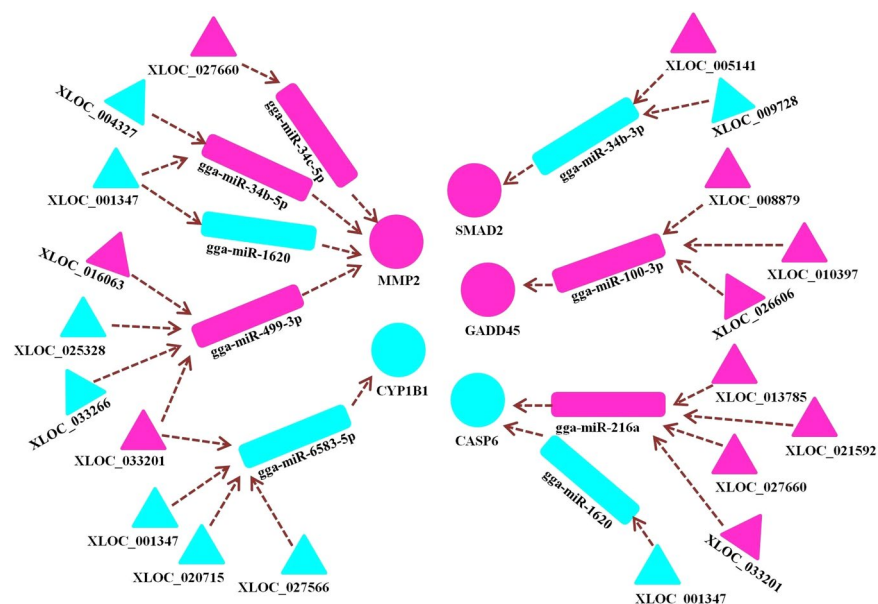 XLOC_027660
XLOC_004327
gga-miR-34c-5p
gga-miR-34b-5p
XLOC_001347
gga-miR-1620
MMP2
XLOC_016063
gga-miR-499-3p
XLOC_025328
XLOC_033266
CYP1B1
XLOC_033201
gga-miR-6583-5p
XLOC_001347
XLOC_020715
XLOC_027566
XLOC_005141
XLOC_009728
gga-miR-34b-3p
SMAD2
XLOC_008879
gga-miR-100-3p
XLOC_010397
XLOC_026606
GADD45
XLOC_013785
gga-miR-216a
CASP6
XLOC_021592
XLOC_027660
gga-miR-1620
XLOC_033201
XLOC_001347